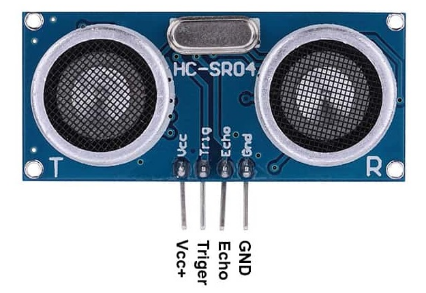 HC-SR04
Vcc
Trig
Echo
Gnd
T
R
Vcc+
Triger
Echo
GND